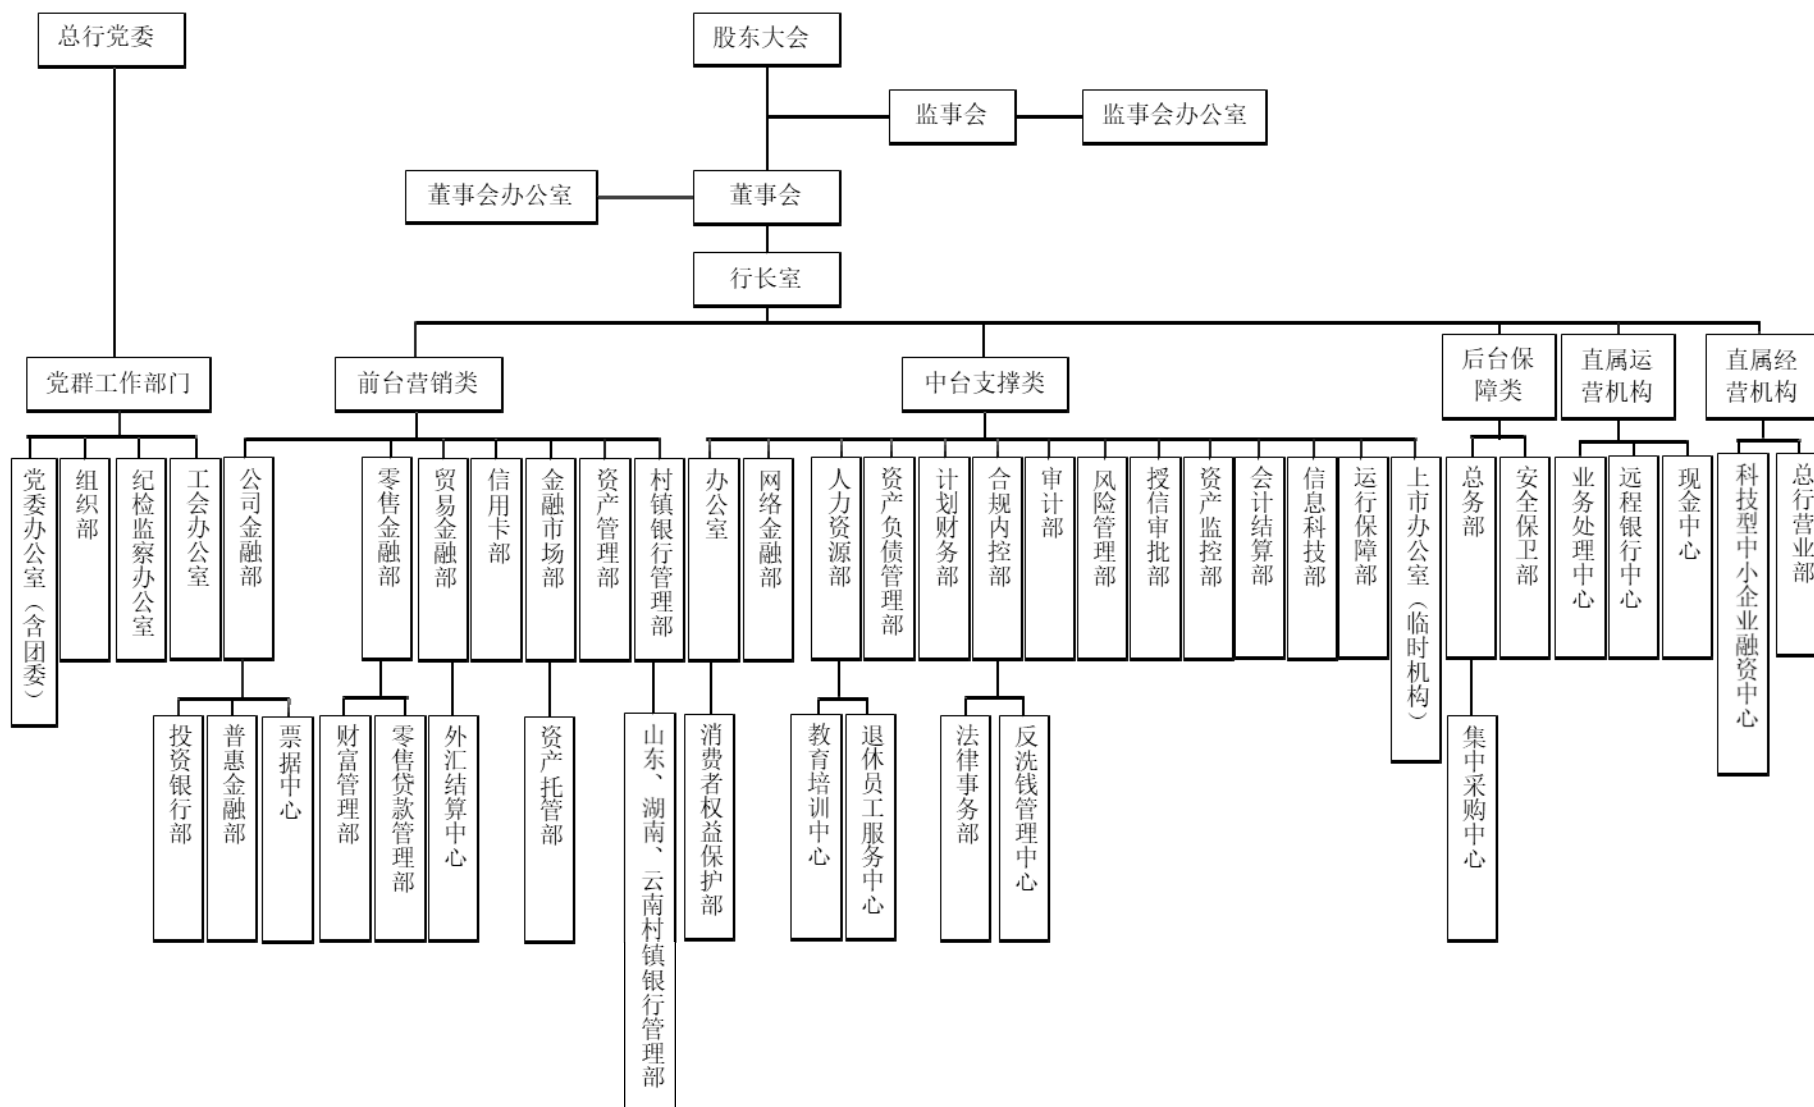 总行党委
股东大会
监事会
监事会办公室
董事会办公室
董事会
行长室
党群工作部门
前台营销类
中台支撑类
后台保
障类
直属运
营机构
直属经
营机构
党委办公室（含团委）
组织部
纪检监察办公室
工会办公室
公司金融部
零售金融部
贸易金融部
信用卡部
金融市场部
资产管理部
村镇银行管理部
办公室
网络金融部
人力资源部
资产负债管理部
计划财务部
合规内控部
审计部
风险管理部
授信审批部
资产监控部
会计结算部
信息科技部
运行保障部
上市办公室（临时机构）
总务部
安全保卫部
业务处理中心
远程银行中心
现金中心
科技型中小企业融资中心
总行营业部
投资银行部
普惠金融部
票据中心
财富管理部
零售贷款管理部
外汇结算中心
资产托管部
山东、湖南、云南村镇银行管理部
消费者权益保护部
教育培训中心
退休员工服务中心
法律事务部
反洗钱管理中心
集中采购中心